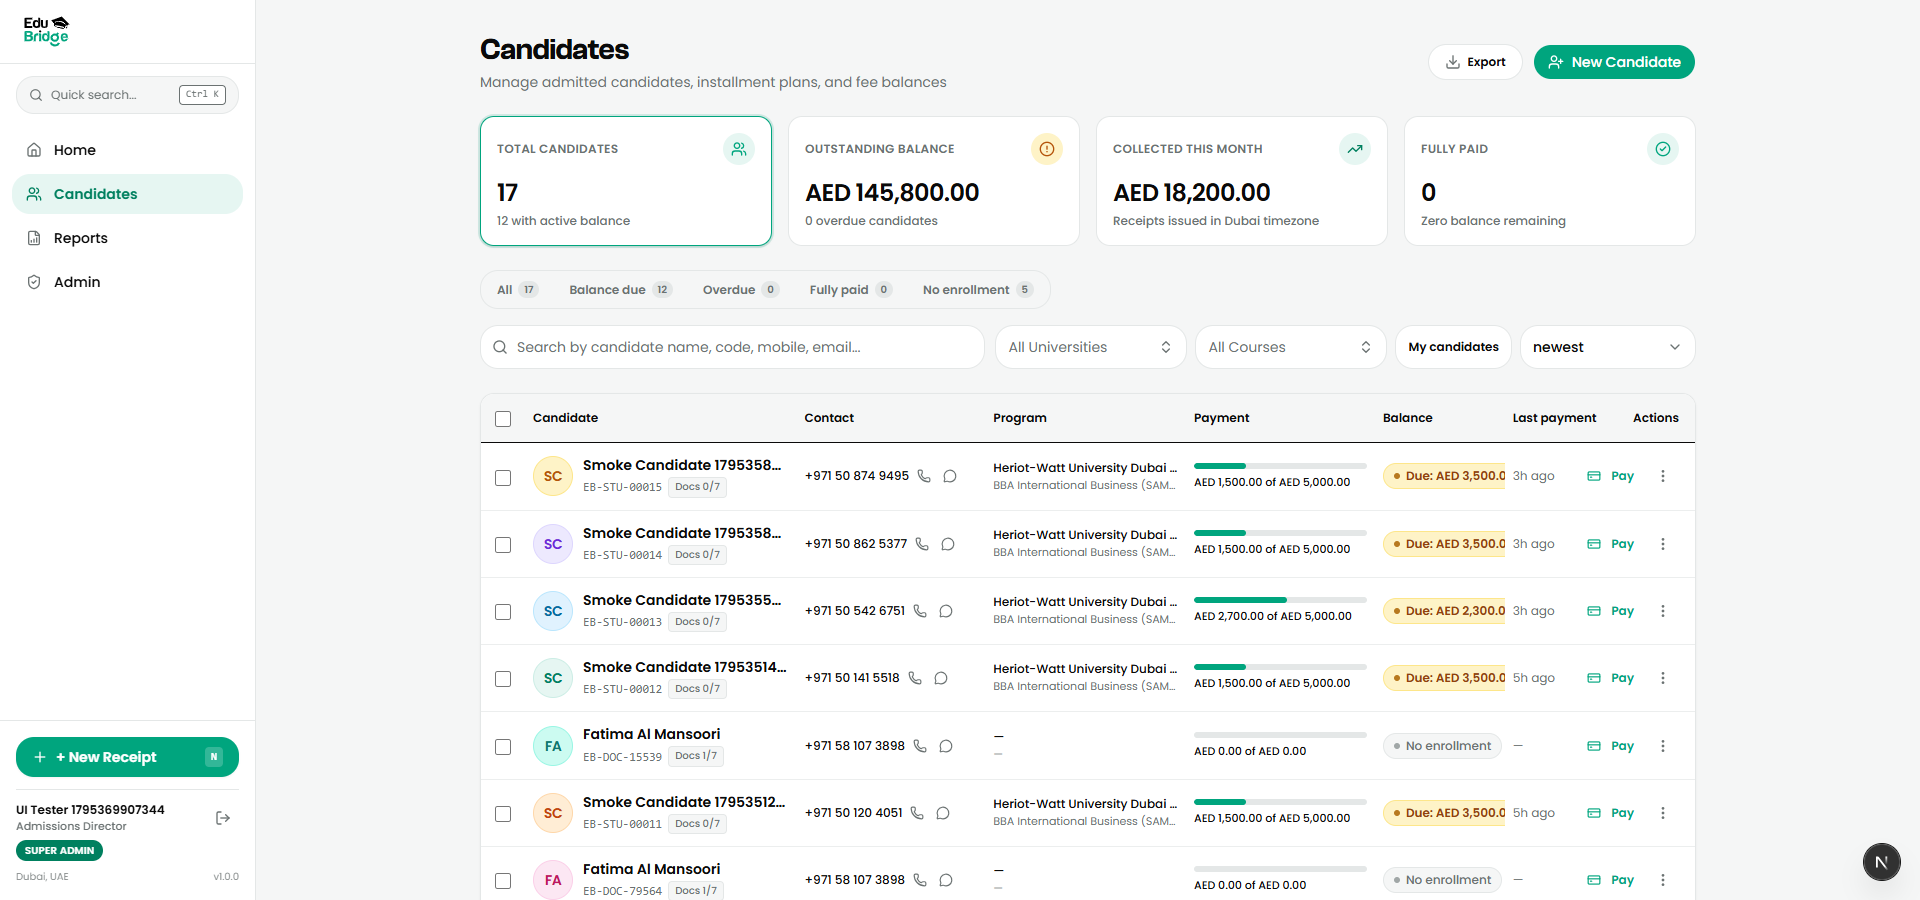 Edu
Bridge
Quick search... Ctrl K
Home
Candidates
Reports
Admin
+ New Receipt N
UI Tester 1795369907344
Admissions Director
SUPER ADMIN
Dubai, UAE v1.0.0
Candidates
Manage admitted candidates, installment plans, and fee balances
Export
New Candidate
TOTAL CANDIDATES
17
12 with active balance
OUTSTANDING BALANCE
AED 145,800.00
0 overdue candidates
COLLECTED THIS MONTH
AED 18,200.00
Receipts issued in Dubai timezone
FULLY PAID
0
Zero balance remaining
All 17 Balance due 12 Overdue 0 Fully paid 0 No enrollment 5
Search by candidate name, code, mobile, email...
All Universities
All Courses
My candidates
newest
Candidate Contact Program Payment Balance Last payment Actions
SC Smoke Candidate 1795358...
EB-STU-00015 Docs 0/7
+971 50 874 9495
Heriot-Watt University Dubai ...
BBA International Business (SAM...
AED 1,500.00 of AED 5,000.00
Due: AED 3,500.0
3h ago
Pay
SC Smoke Candidate 1795358...
EB-STU-00014 Docs 0/7
+971 50 862 5377
Heriot-Watt University Dubai ...
BBA International Business (SAM...
AED 1,500.00 of AED 5,000.00
Due: AED 3,500.0
3h ago
Pay
SC Smoke Candidate 1795355...
EB-STU-00013 Docs 0/7
+971 50 542 6751
Heriot-Watt University Dubai ...
BBA International Business (SAM...
AED 2,700.00 of AED 5,000.00
Due: AED 2,300.0
3h ago
Pay
SC Smoke Candidate 17953514...
EB-STU-00012 Docs 0/7
+971 50 141 5518
Heriot-Watt University Dubai ...
BBA International Business (SAM...
AED 1,500.00 of AED 5,000.00
Due: AED 3,500.0
5h ago
Pay
FA Fatima Al Mansoori
EB-DOC-15539 Docs 1/7
+971 58 107 3898
—
—
AED 0.00 of AED 0.00
No enrollment
—
Pay
SC Smoke Candidate 17953512...
EB-STU-00011 Docs 0/7
+971 50 120 4051
Heriot-Watt University Dubai ...
BBA International Business (SAM...
AED 1,500.00 of AED 5,000.00
Due: AED 3,500.0
5h ago
Pay
FA Fatima Al Mansoori
EB-DOC-79564 Docs 1/7
+971 58 107 3898
—
—
AED 0.00 of AED 0.00
No enrollment
—
Pay
N